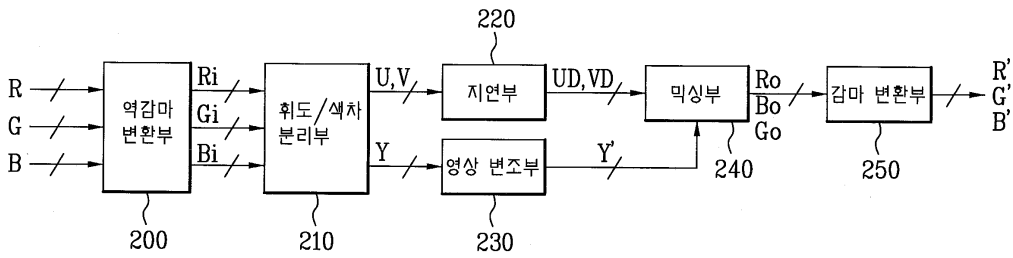 220
R
G
B
역감마
변환부
Ri
Gi
Bi
휘도/색차
분리부
U,V
Y
지연부
영상 변조부
UD,VD
Y'
믹싱부
Ro
Bo
Go
감마 변환부
R'
G'
B'
200
210
230
240
250